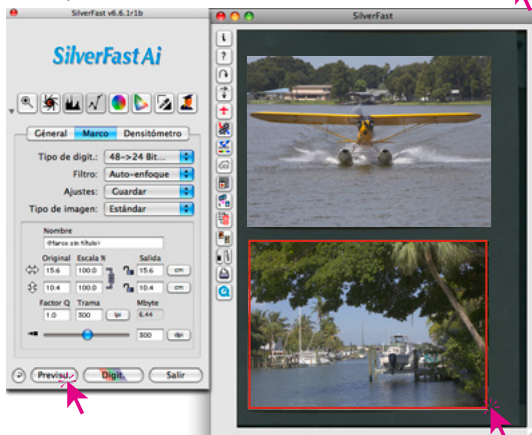 SilverFast v6.6.1r1b
SilverFast Ai
Géneral Marco Densitómetro
Tipo de digit.: 48->24 Bit...
Filtro: Auto-enfoque
Ajustes: Guardar
Tipo de imagen: Estándar
Nombre
<Marco sin título>
Original Escala % Salida
15.6 100.0 15.6 cm
10.4 100.0 10.4 cm
Factor Q Trama Mbyte
1.0 300 lpi 6.44
300 dpi
Previsu. Digit. Salir
SilverFast